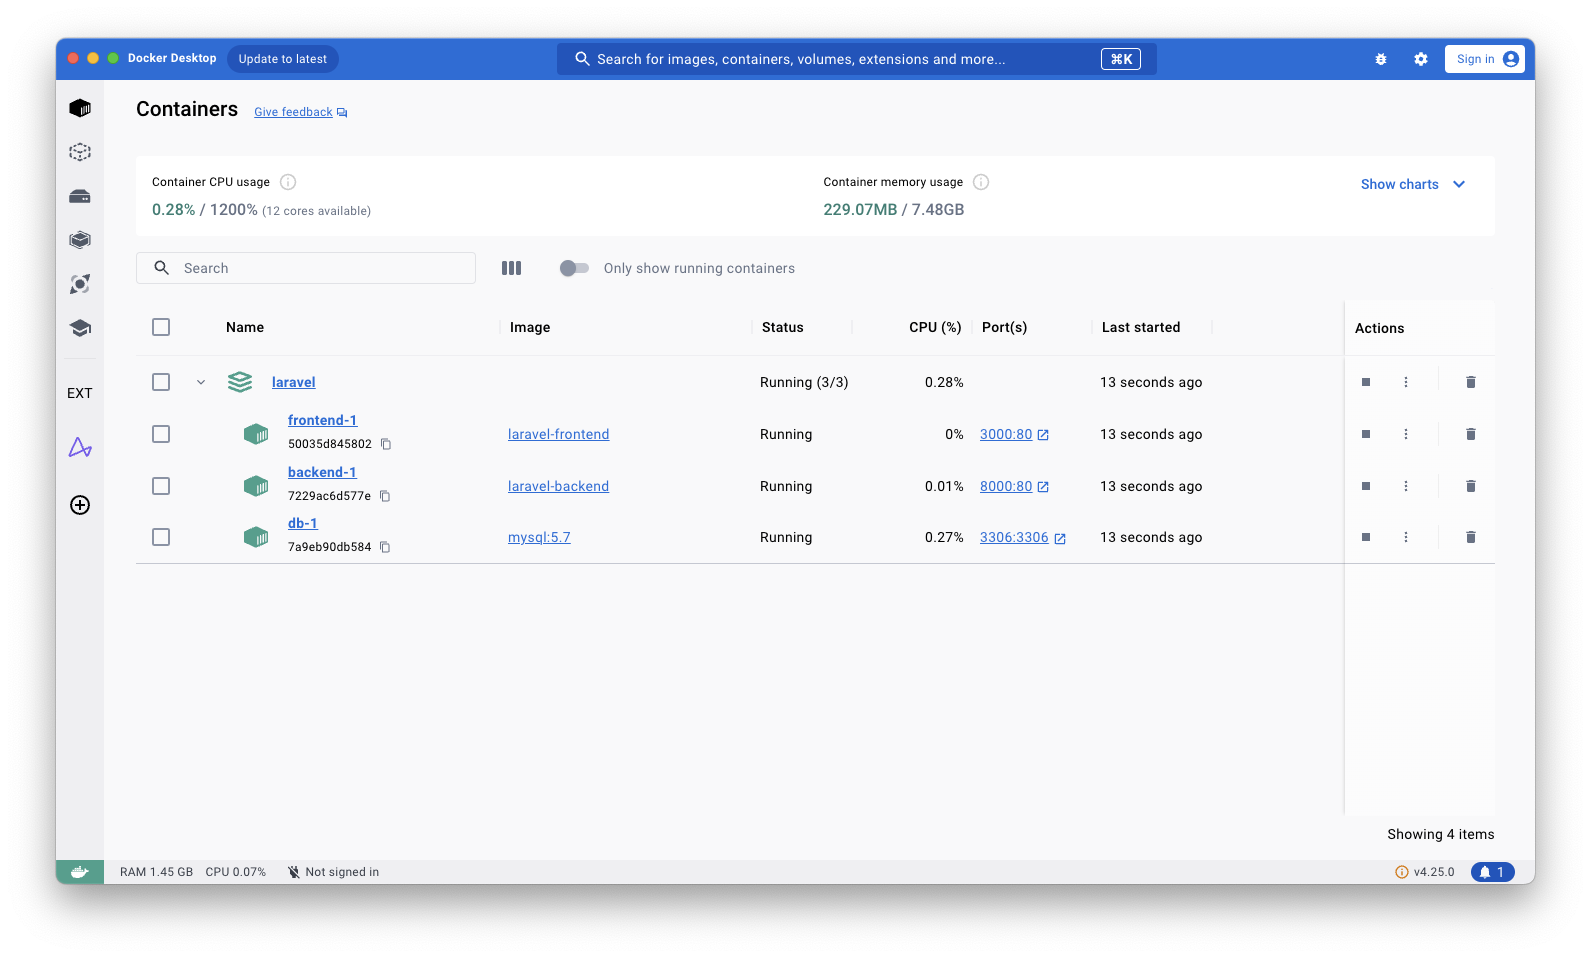 Docker Desktop Update to latest Search for images, containers, volumes, extensions and more... ⌘K Sign in
Containers Give feedback
Container CPU usage Container memory usage Show charts
0.28% / 1200% (12 cores available) 229.07MB / 7.48GB
Search Only show running containers
Name Image Status CPU (%) Port(s) Last started Actions
laravel Running (3/3) 0.28% 13 seconds ago
frontend-1
50035d845802 laravel-frontend Running 0% 3000:80 13 seconds ago
backend-1
7229ac6d577e laravel-backend Running 0.01% 8000:80 13 seconds ago
db-1
7a9eb90db584 mysql:5.7 Running 0.27% 3306:3306 13 seconds ago
EXT
Showing 4 items
RAM 1.45 GB CPU 0.07% Not signed in v4.25.0 1